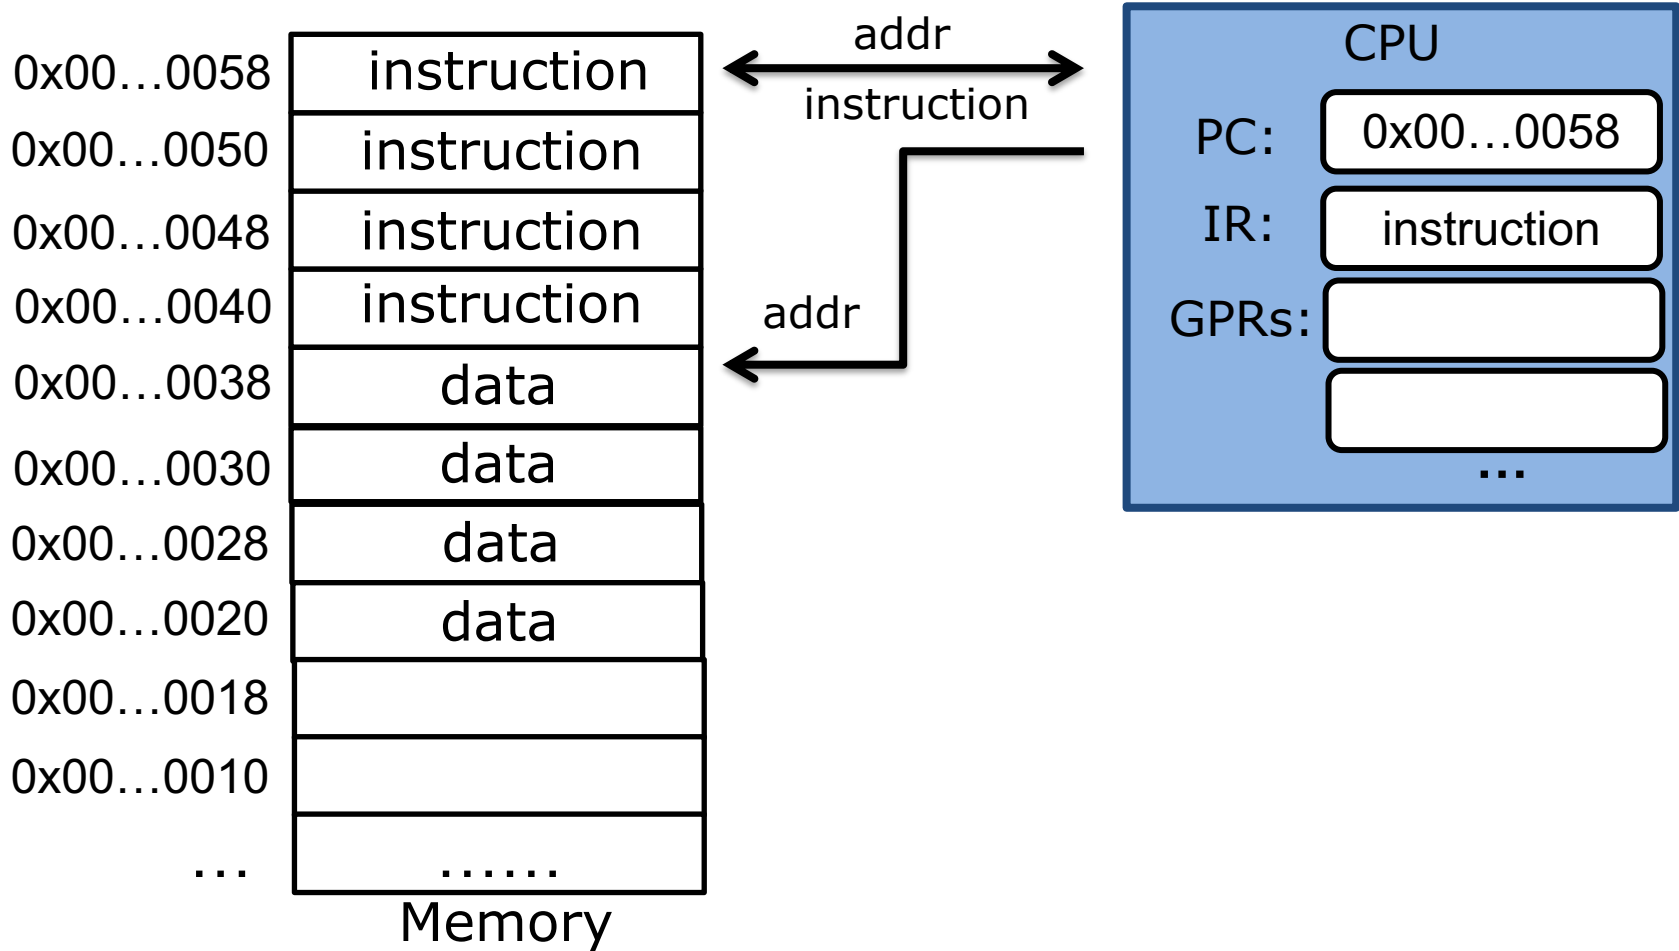 0x00…0058 instruction
0x00…0050 instruction
0x00…0048 instruction
0x00…0040 instruction
0x00…0038 data
0x00…0030 data
0x00…0028 data
0x00…0020 data
0x00…0018
0x00…0010
… ……
Memory
addr
instruction
addr
CPU
PC: 0x00…0058
IR: instruction
GPRs:
…